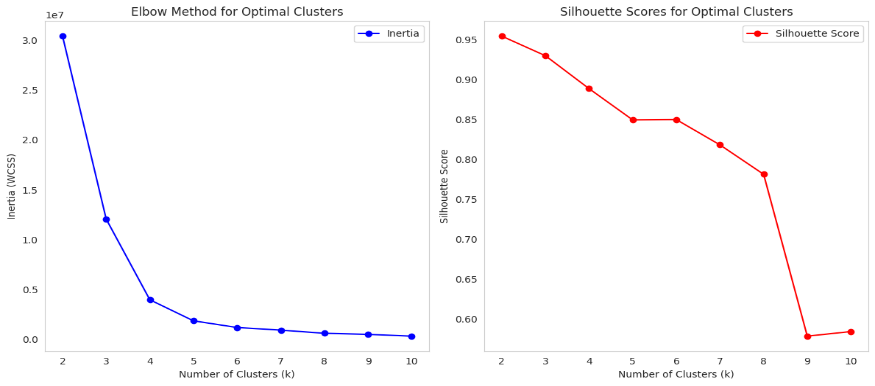 Elbow Method for Optimal Clusters
1e7
Inertia
3.0
2.5
2.0
1.5
1.0
0.5
0.0
Inertia (WCSS)
2 3 4 5 6 7 8 9 10
Number of Clusters (k)
Silhouette Scores for Optimal Clusters
Silhouette Score
0.95
0.90
0.85
0.80
0.75
0.70
0.65
0.60
Silhouette Score
2 3 4 5 6 7 8 9 10
Number of Clusters (k)